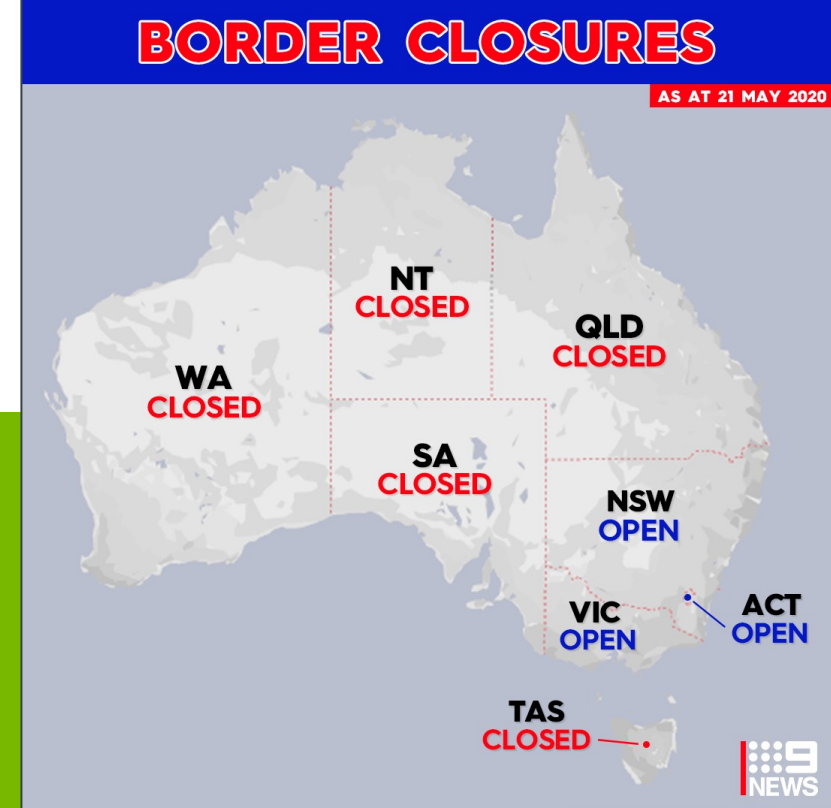 BORDER CLOSURES
AS AT 21 MAY 2020
NT
CLOSED
QLD
CLOSED
WA
CLOSED
SA
CLOSED
NSW
OPEN
ACT
OPEN
VIC
OPEN
TAS
CLOSED
9
NEWS